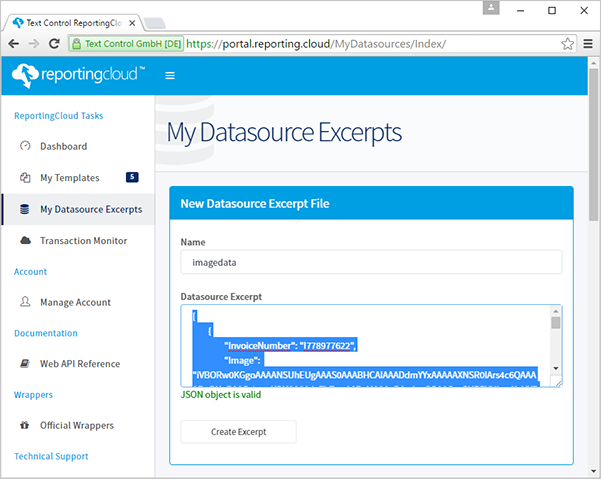 Text Control ReportingCloud
Text Control GmbH [DE]
https://portal.reporting.cloud/MyDatasources/Index/
reportingcloud™
ReportingCloud Tasks
Dashboard
My Templates 5
My Datasource Excerpts
Transaction Monitor
Account
Manage Account
Documentation
Web API Reference
Wrappers
Official Wrappers
Technical Support
My Datasource Excerpts
New Datasource Excerpt File
Name
imagedata
Datasource Excerpt
[
{
"InvoiceNumber": "I778977622",
"Image":
"iVBORw0KGgoAAAANSUhEUgAAAS0AAABHCAIAAADdmYYxAAAAAXNSR0IArs4c6QAAA
JSON object is valid
Create Excerpt